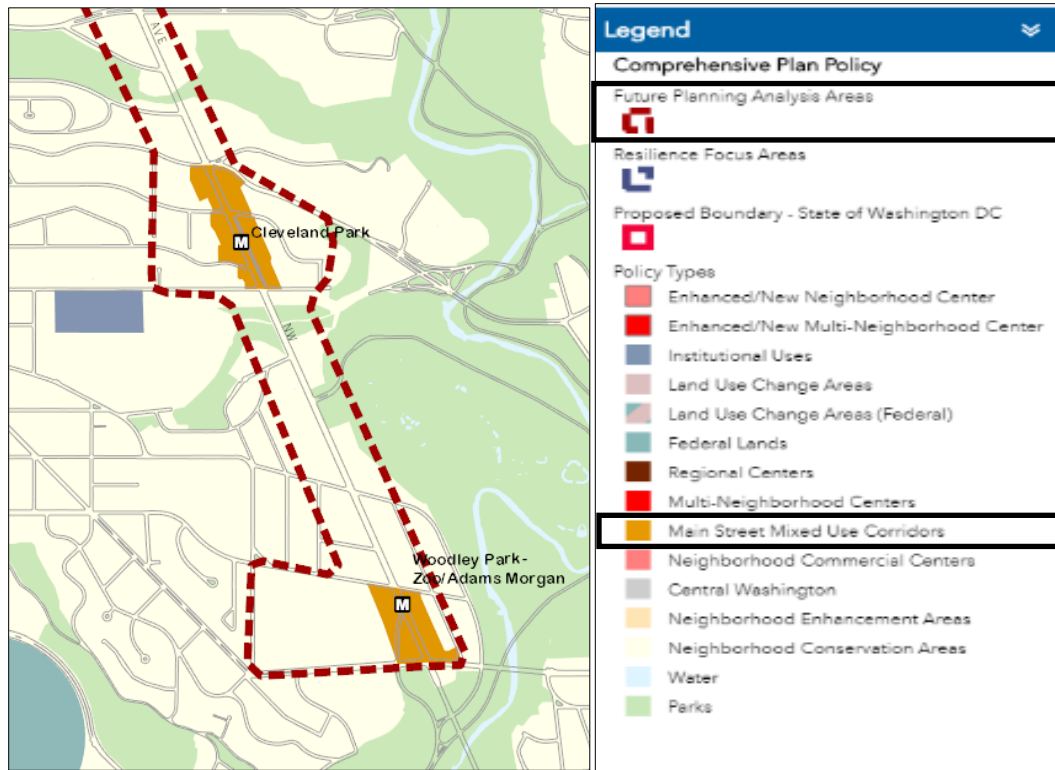 AVE
M Cleveland Park
NW
Woodley Park-
Zoo/Adams Morgan
M
Legend
Comprehensive Plan Policy
Future Planning Analysis Areas
Resilience Focus Areas
Proposed Boundary - State of Washington DC
Policy Types
Enhanced/New Neighborhood Center
Enhanced/New Multi-Neighborhood Center
Institutional Uses
Land Use Change Areas
Land Use Change Areas (Federal)
Federal Lands
Regional Centers
Multi-Neighborhood Centers
Main Street Mixed Use Corridors
Neighborhood Commercial Centers
Central Washington
Neighborhood Enhancement Areas
Neighborhood Conservation Areas
Water
Parks